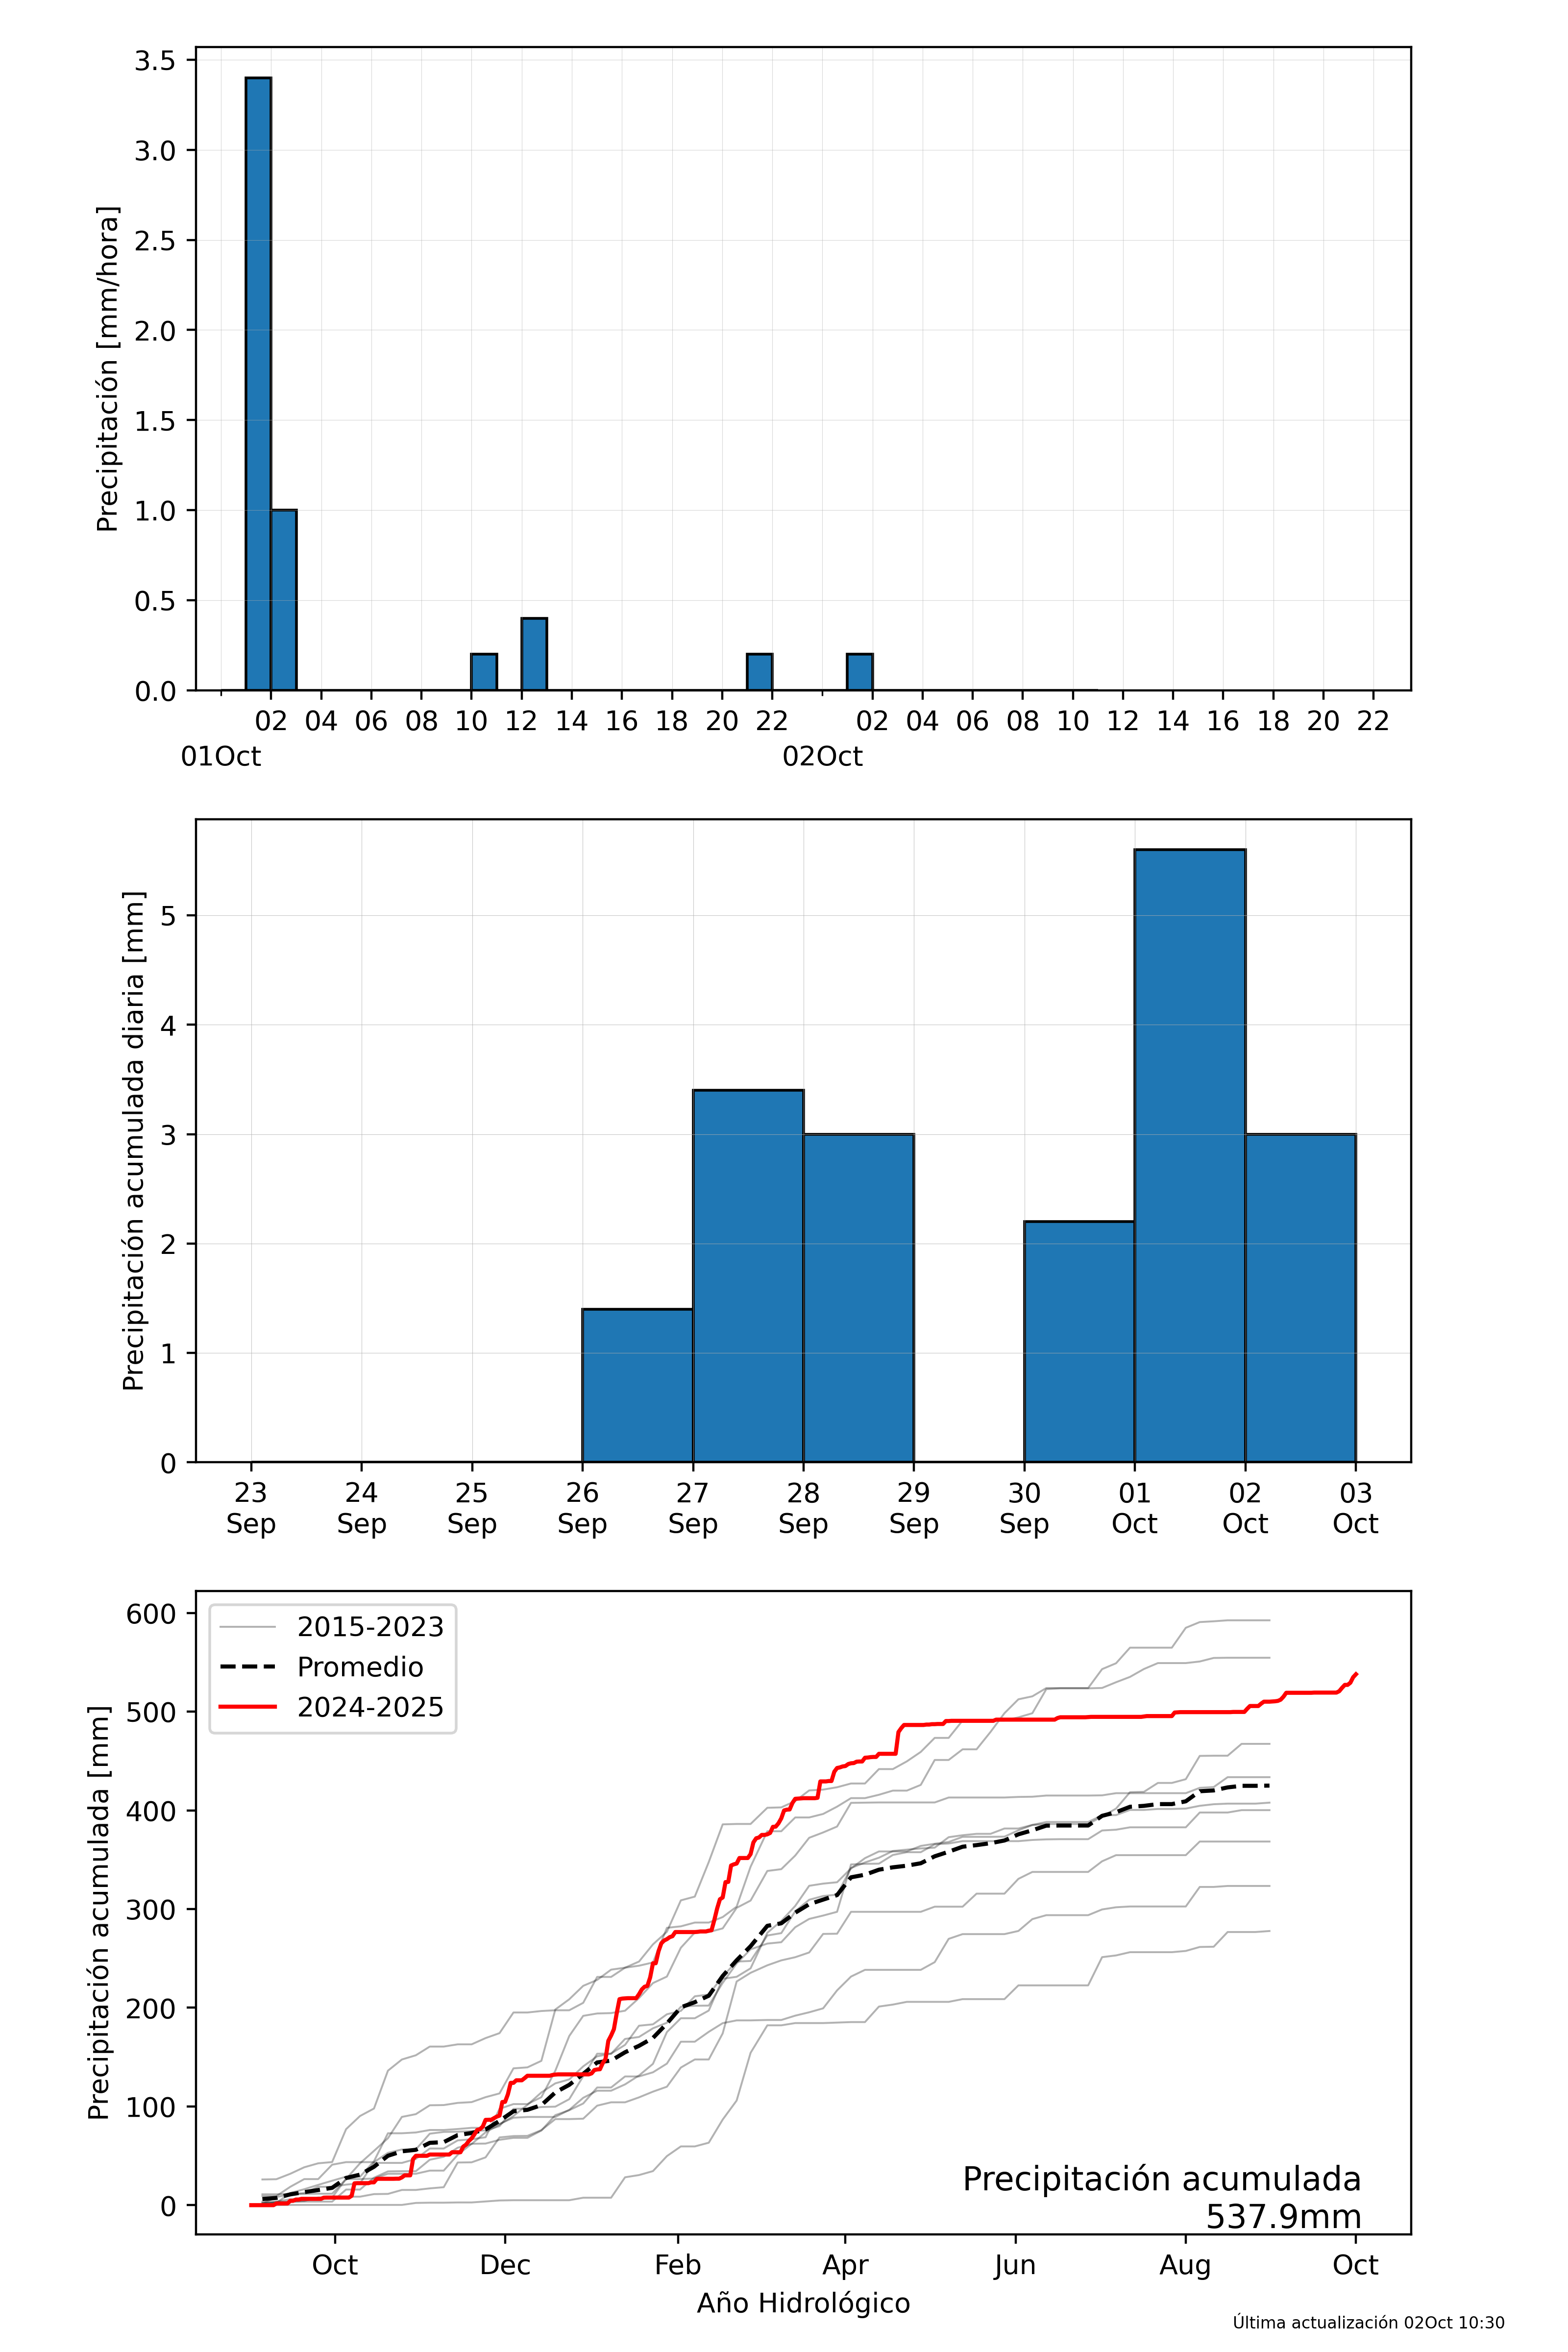 3.5
3.0
2.5
2.0
1.5
1.0
0.5
0.0
Precipitación [mm/hora]
02 04 06 08 10 12 14 16 18 20 22 02 04 06 08 10 12 14 16 18 20 22
01Oct 02Oct
5
4
3
2
1
0
Precipitación acumulada diaria [mm]
23 24 25 26 27 28 29 30 01 02 03
Sep Sep Sep Sep Sep Sep Sep Sep Oct Oct Oct
600
500
400
300
200
100
0
Precipitación acumulada [mm]
2015-2023
Promedio
2024-2025
Precipitación acumulada
537.9mm
Oct Dec Feb Apr Jun Aug Oct
Año Hidrológico
Última actualización 02Oct 10:30